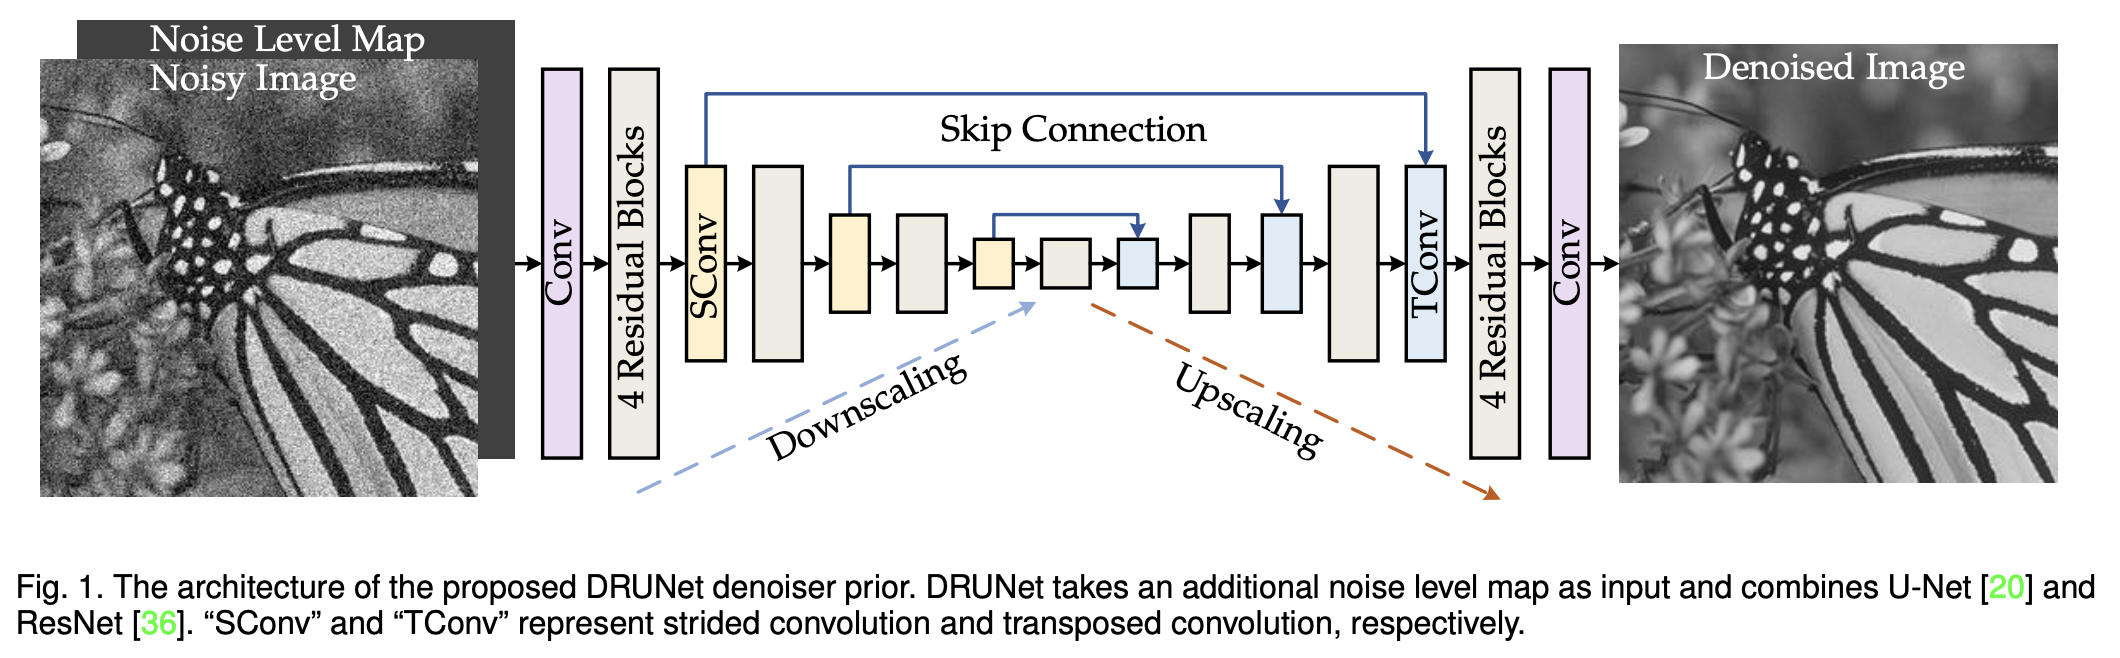 Noise Level Map
Noisy Image
Conv
4 Residual Blocks
SConv
Skip Connection
Downscaling
Upscaling
TConv
4 Residual Blocks
Conv
Denoised Image
Fig. 1. The architecture of the proposed DRUNet denoiser prior. DRUNet takes an additional noise level map as input and combines U-Net [20] and
ResNet [36]. “SConv” and “TConv” represent strided convolution and transposed convolution, respectively.